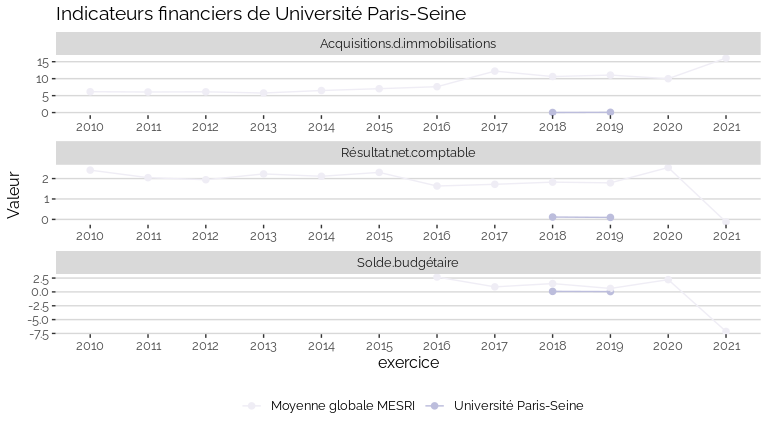 Indicateurs financiers de Université Paris-Seine
Acquisitions.d.immobilisations
15
10
5
0
2010 2011 2012 2013 2014 2015 2016 2017 2018 2019 2020 2021
Résultat.net.comptable
2
1
0
2010 2011 2012 2013 2014 2015 2016 2017 2018 2019 2020 2021
Valeur
Solde.budgétaire
2.5
0.0
-2.5
-5.0
-7.5
2010 2011 2012 2013 2014 2015 2016 2017 2018 2019 2020 2021
exercice
Moyenne globale MESRI Université Paris-Seine